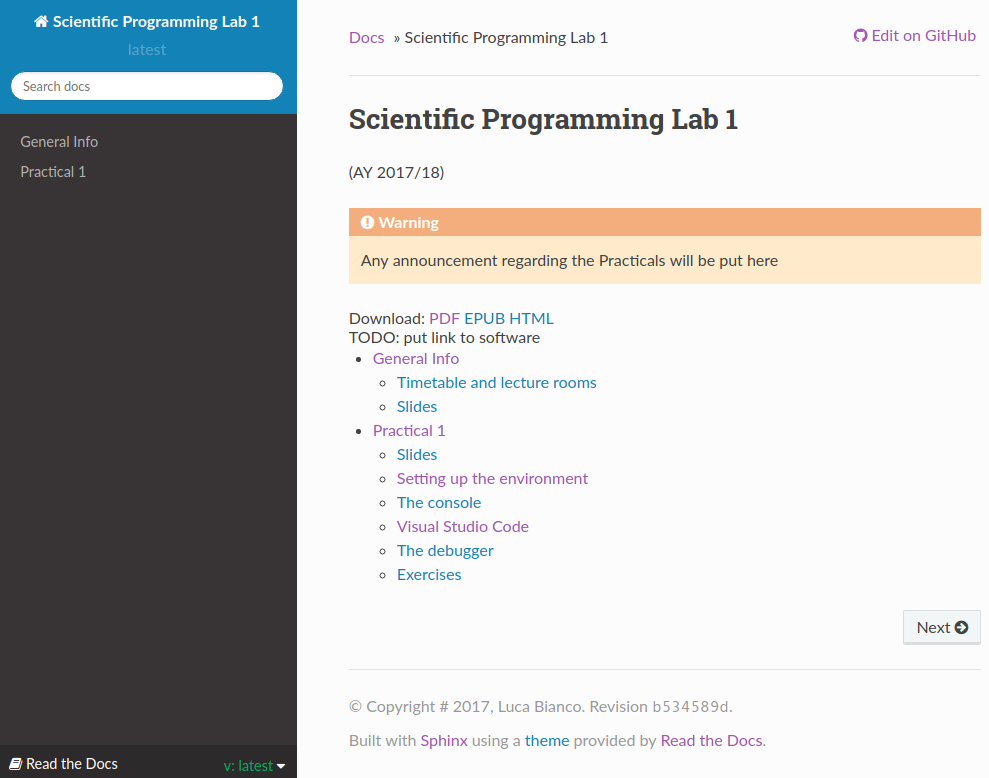 Scientific Programming Lab 1
latest
Search docs
General Info
Practical 1
Read the Docs
v: latest
Docs » Scientific Programming Lab 1
Edit on GitHub
Scientific Programming Lab 1
(AY 2017/18)
Warning
Any announcement regarding the Practicals will be put here
Download: PDF EPUB HTML
TODO: put link to software
General Info
Timetable and lecture rooms
Slides
Practical 1
Slides
Setting up the environment
The console
Visual Studio Code
The debugger
Exercises
Next
© Copyright # 2017, Luca Bianco. Revision b534589d.
Built with Sphinx using a theme provided by Read the Docs.